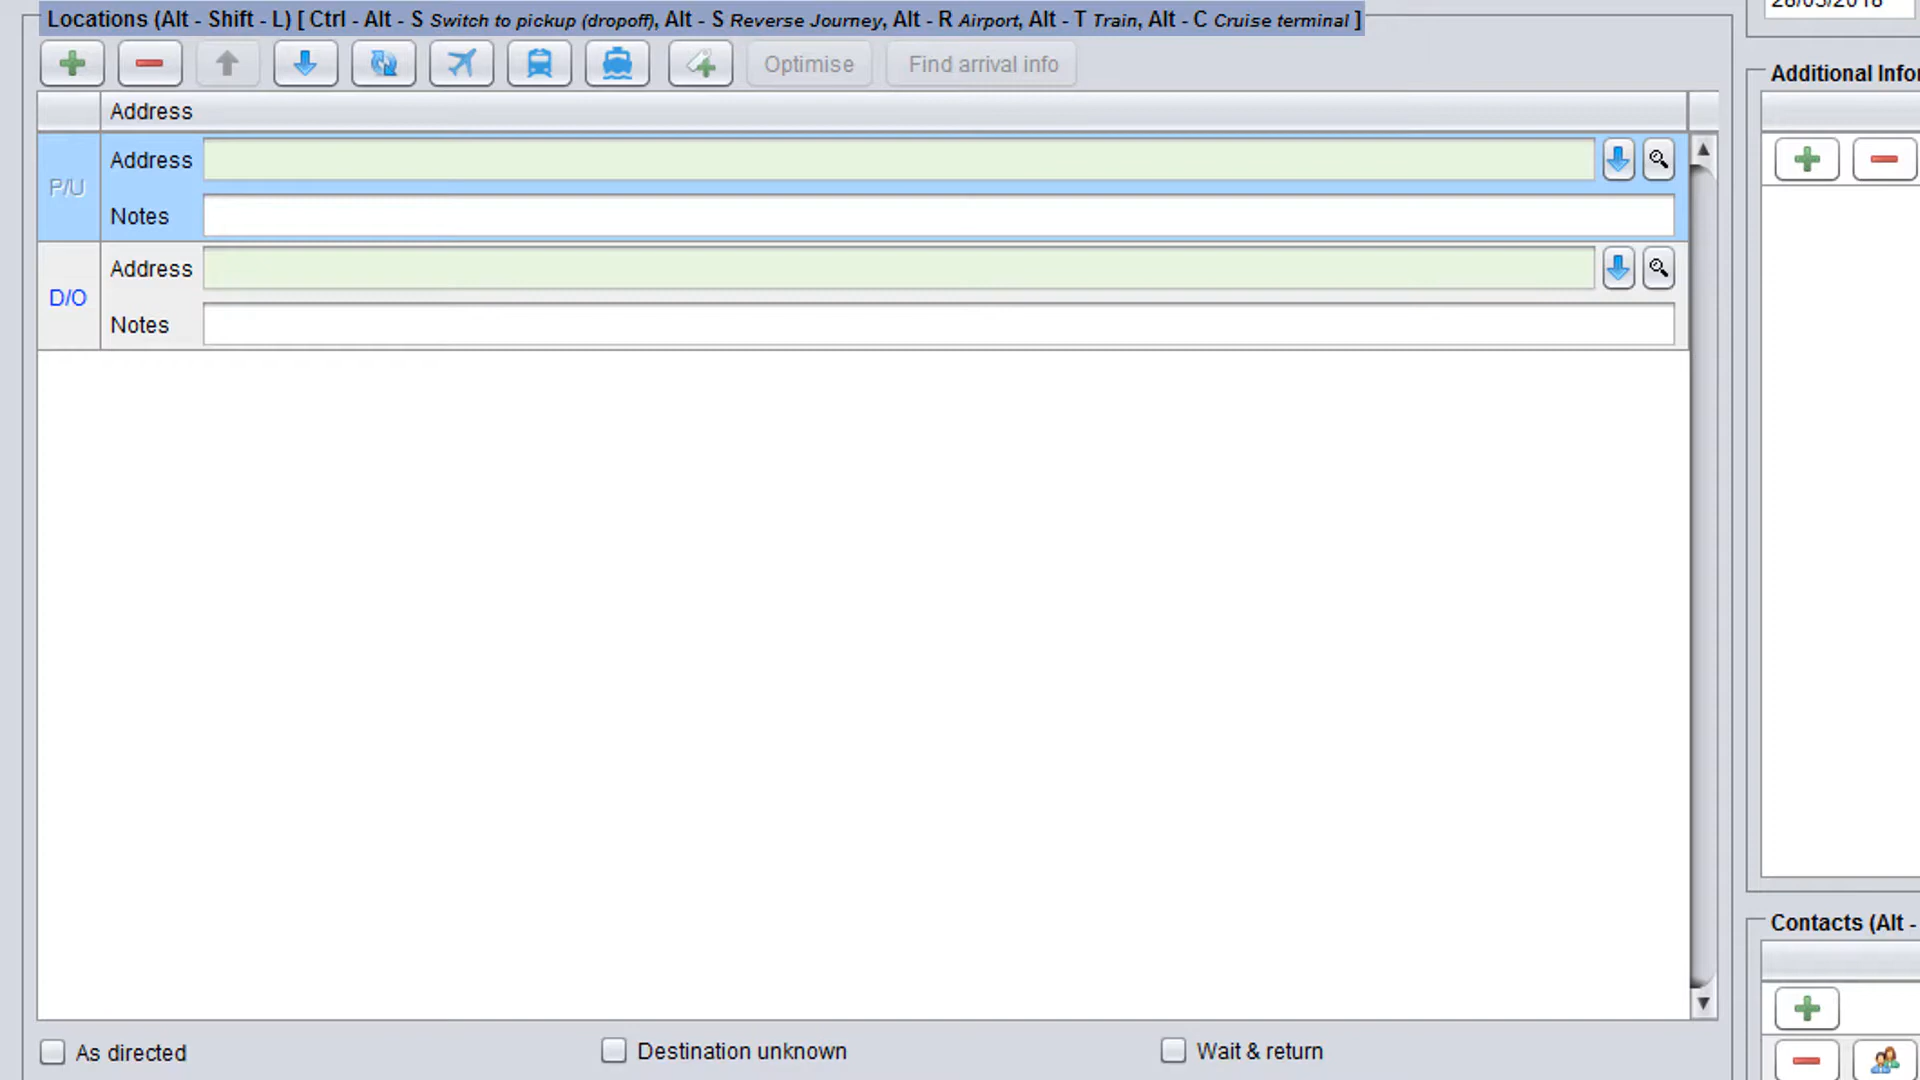 Locations (Alt - Shift - L) [ Ctrl - Alt - S Switch to pickup (dropoff), Alt - S Reverse Journey, Alt - R Airport, Alt - T Train, Alt - C Cruise terminal ]
Optimise
Find arrival info
Address
P/U
Address
Notes
D/O
Address
Notes
As directed
Destination unknown
Wait & return
Additional Infor
Contacts (Alt -